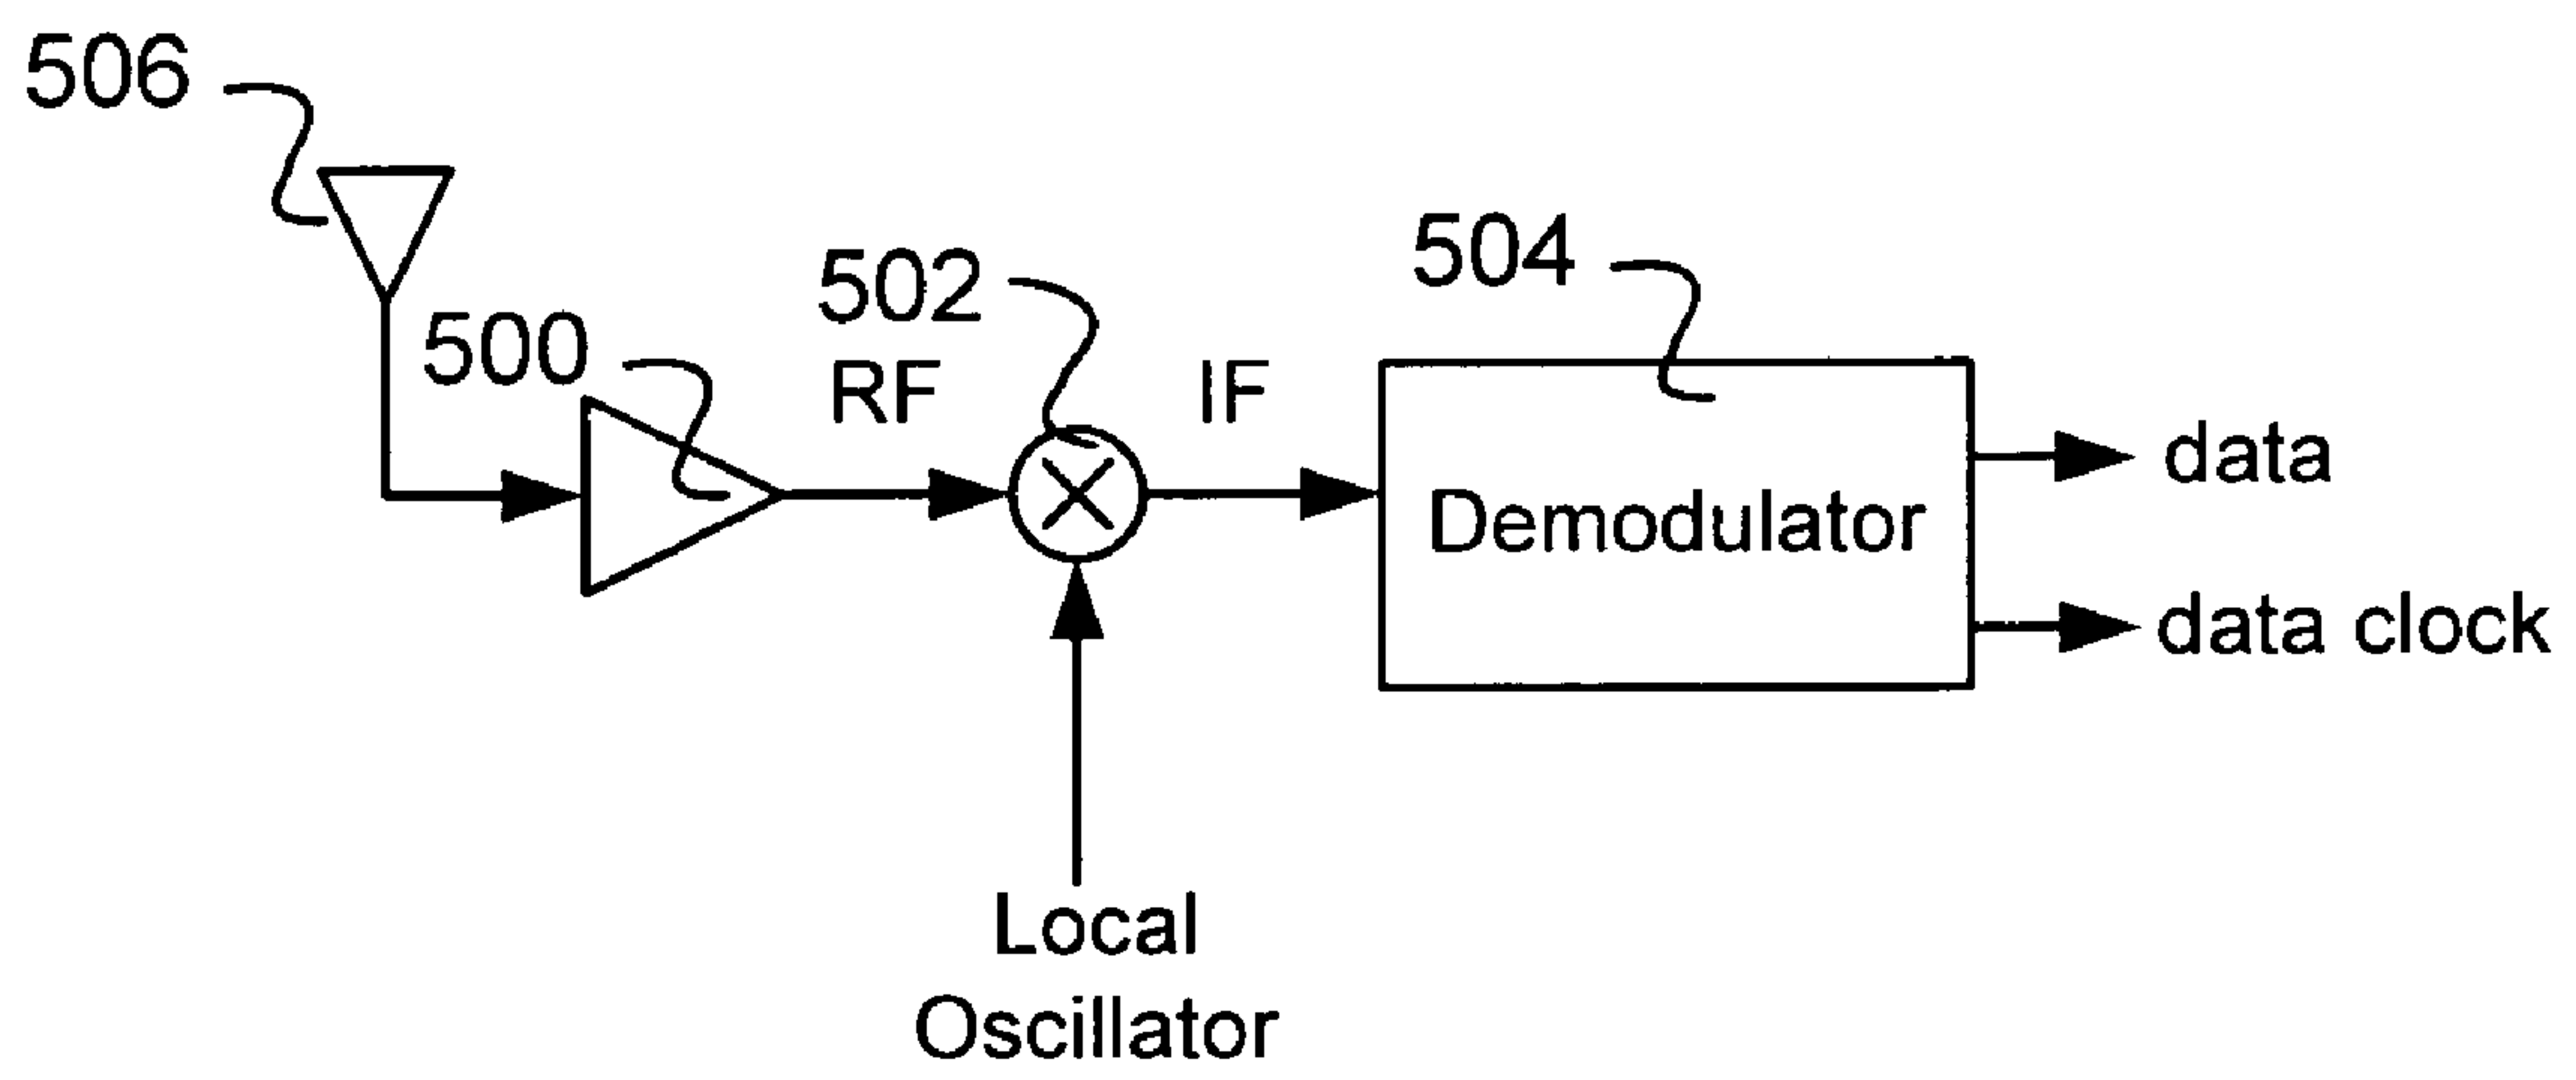 506
500
502
RF
IF
504
Demodulator
data
data clock
Local
Oscillator